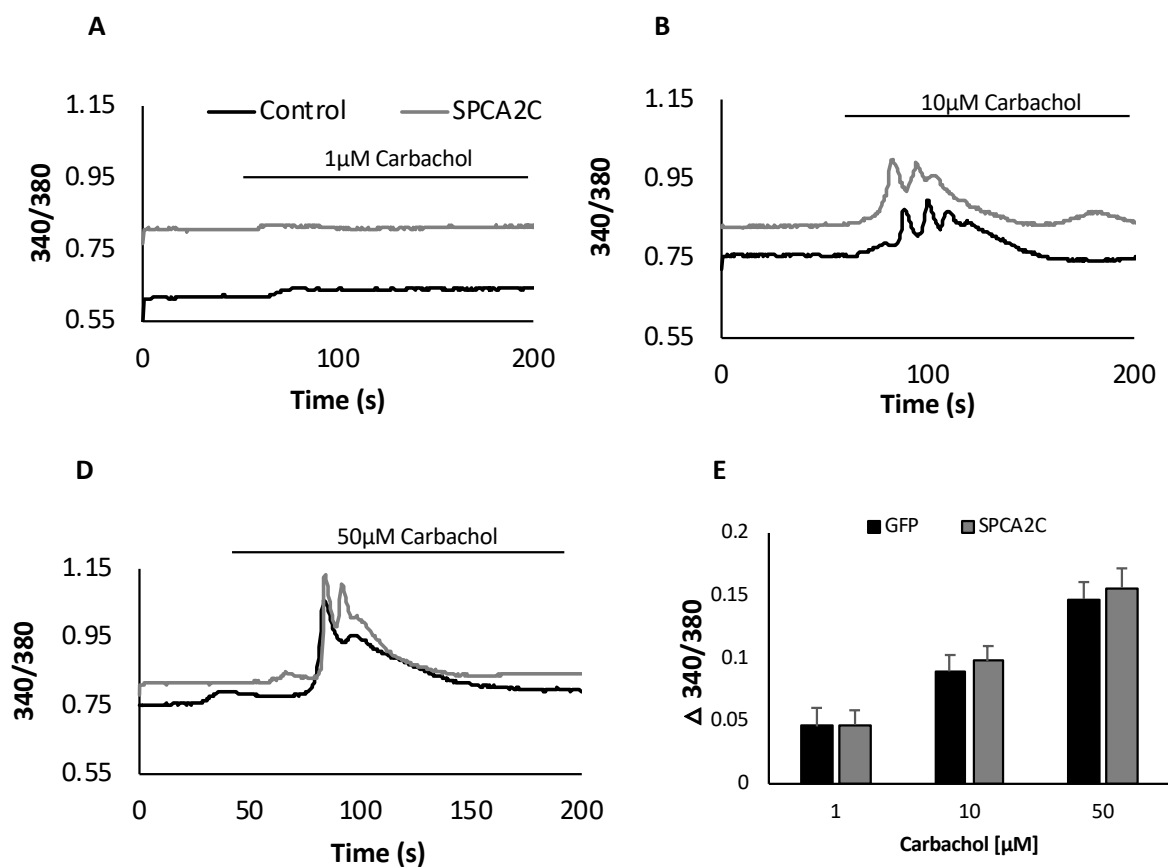 A
Control SPCA2C
1μM Carbachol
340/380
1.15
0.95
0.75
0.55
0 100 200
Time (s)
B
10μM Carbachol
340/380
1.15
0.95
0.75
0.55
0 100 200
Time (s)
D
50μM Carbachol
340/380
1.15
0.95
0.75
0.55
0 50 100 150 200
Time (s)
E
GFP SPCA2C
Δ 340/380
0.2
0.15
0.1
0.05
0
1 10 50
Carbachol [μM]